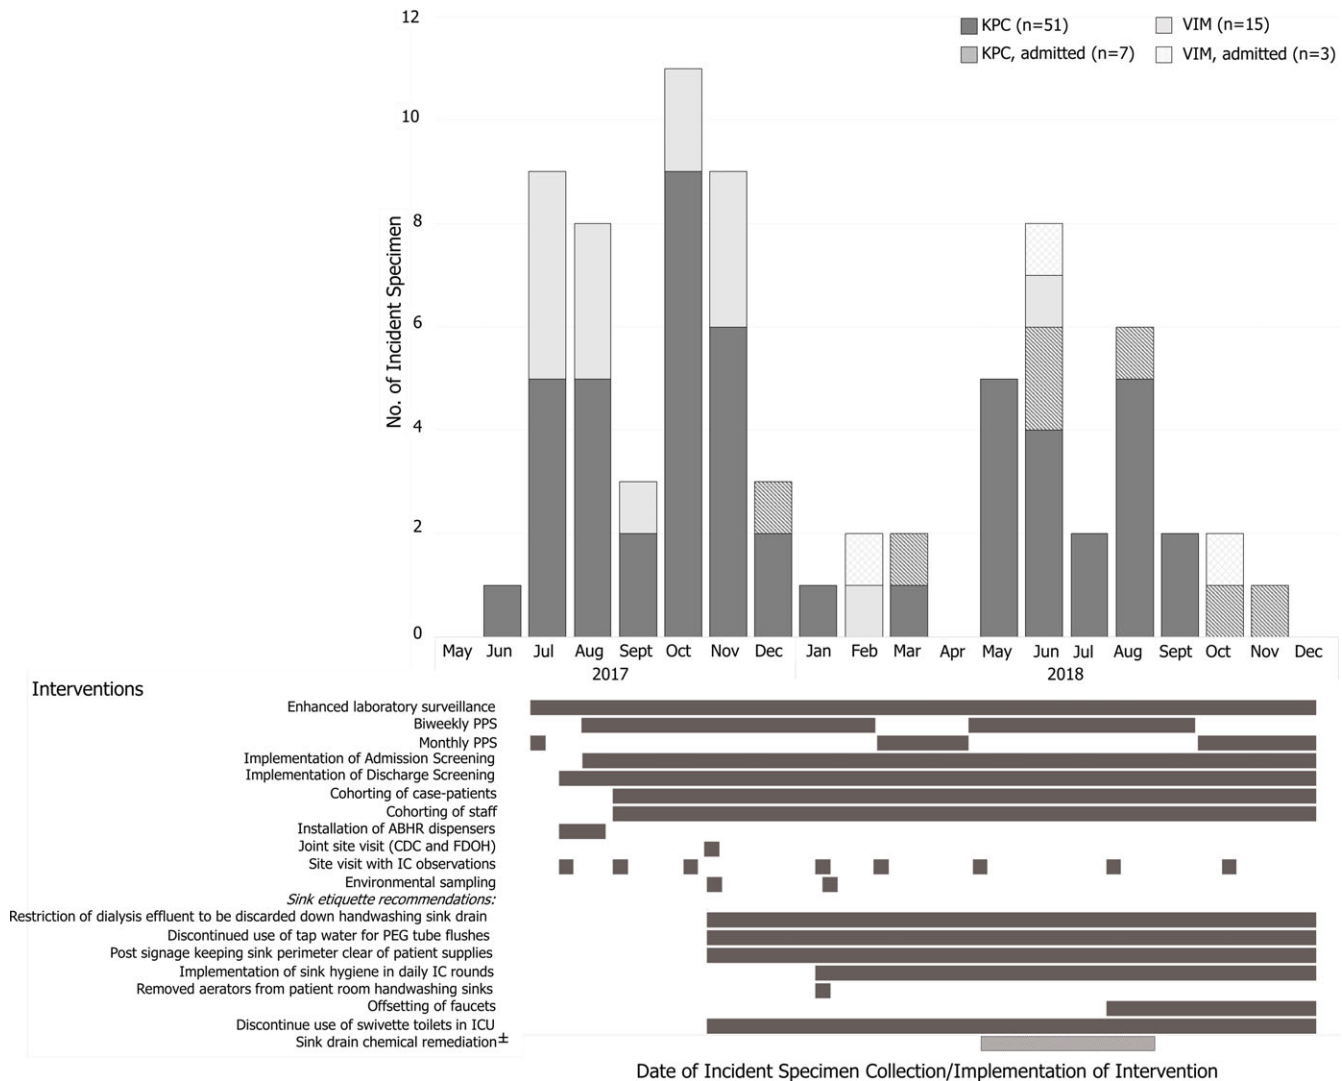 12
10
8
6
4
2
0
No. of Incident Specimen
KPC (n=51)
VIM (n=15)
KPC, admitted (n=7)
VIM, admitted (n=3)
May Jun Jul Aug Sept Oct Nov Dec Jan Feb Mar Apr May Jun Jul Aug Sept Oct Nov Dec
2017 2018
Interventions
Enhanced laboratory surveillance
Biweekly PPS
Monthly PPS
Implementation of Admission Screening
Implementation of Discharge Screening
Cohorting of case-patients
Cohorting of staff
Installation of ABHR dispensers
Joint site visit (CDC and FDOH)
Site visit with IC observations
Environmental sampling
Sink etiquette recommendations:
Restriction of dialysis effluent to be discarded down handwashing sink drain
Discontinued use of tap water for PEG tube flushes
Post signage keeping sink perimeter clear of patient supplies
Implementation of sink hygiene in daily IC rounds
Removed aerators from patient room handwashing sinks
Offsetting of faucets
Discontinue use of swivette toilets in ICU
Sink drain chemical remediation±
Date of Incident Specimen Collection/Implementation of Intervention